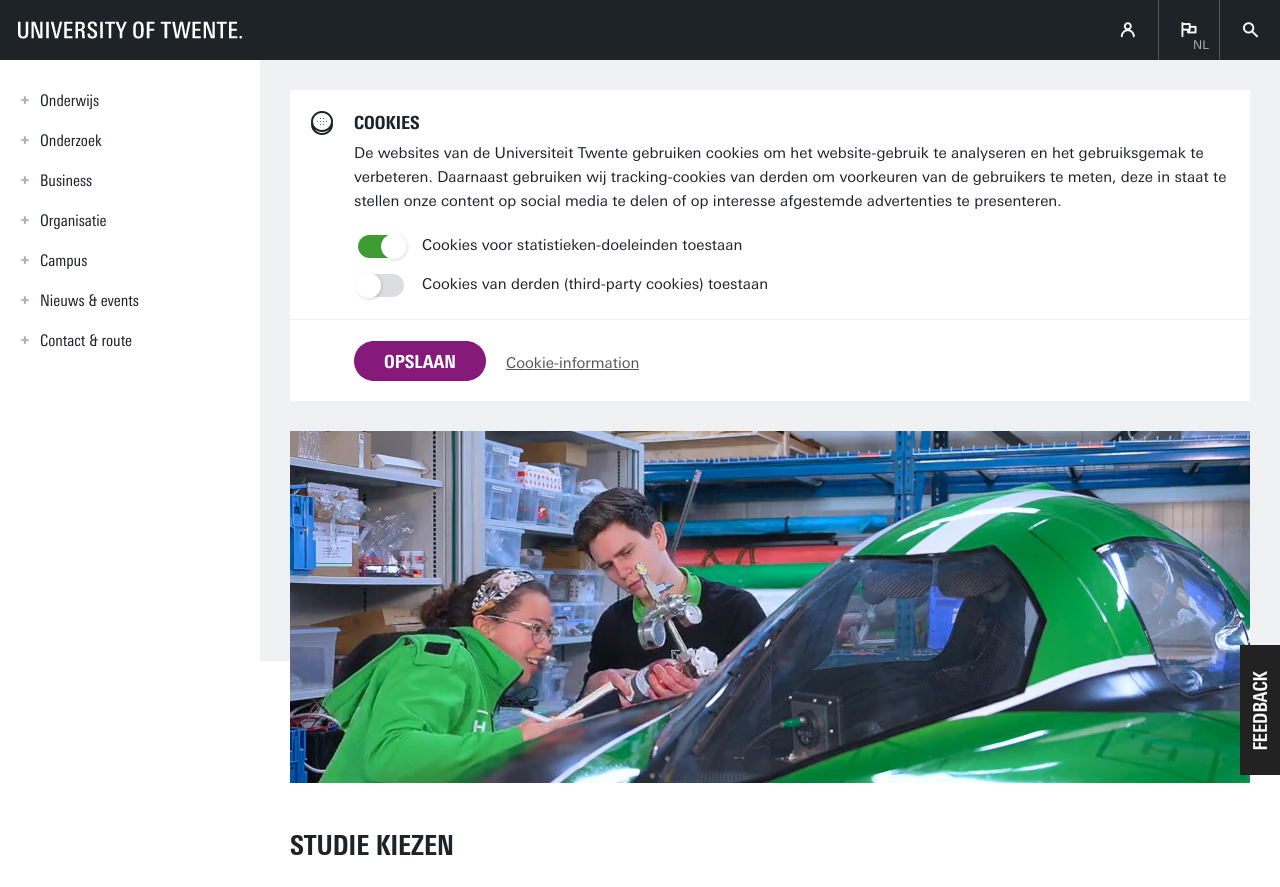 UNIVERSITY OF TWENTE.
NL
Onderwijs
Onderzoek
Business
Organisatie
Campus
Nieuws & events
Contact & route
COOKIES
De websites van de Universiteit Twente gebruiken cookies om het website-gebruik te analyseren en het gebruiksgemak te
verbeteren. Daarnaast gebruiken wij tracking-cookies van derden om voorkeuren van de gebruikers te meten, deze in staat te
stellen onze content op social media te delen of op interesse afgestemde advertenties te presenteren.
Cookies voor statistieken-doeleinden toestaan
Cookies van derden (third-party cookies) toestaan
OPSLAAN
Cookie-information
H
FEEDBACK
STUDIE KIEZEN